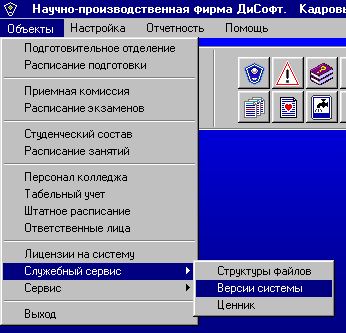 Научно-производственная Фирма ДиСофт. Кадровы
Объекты Настройка Отчетность Помощь
Подготовительное отделение
Расписание подготовки
Приемная комиссия
Расписание экзаменов
Студенческий состав
Расписание занятий
Персонал колледжа
Табельный учет
Штатное расписание
Ответственные лица
Лицензии на систему
Служебный сервис
Сервис
Выход
Структуры файлов
Версии системы
Ценник